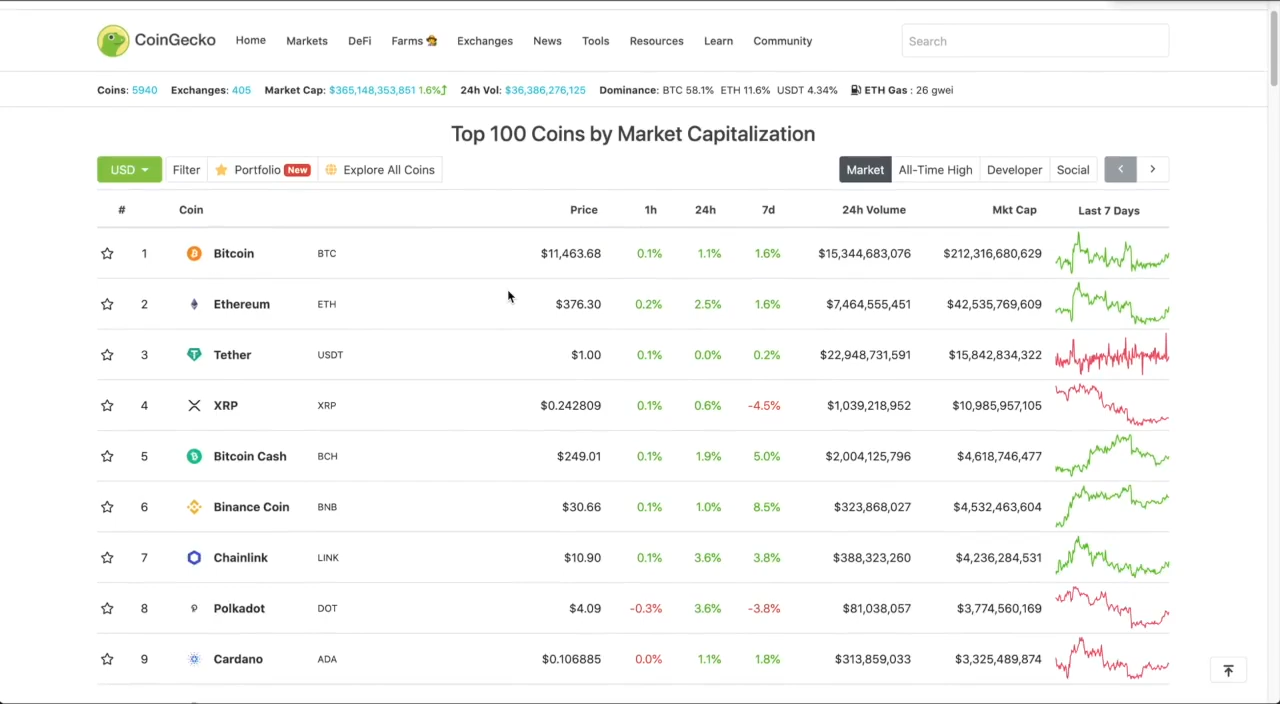 CoinGecko Home Markets DeFi Farms Exchanges News Tools Resources Learn Community Search
Coins: 5940 Exchanges: 405 Market Cap: $365,148,353,851 1.6% 24h Vol: $36,386,276,125 Dominance: BTC 58.1% ETH 11.6% USDT 4.34% ETH Gas : 26 gwei
Top 100 Coins by Market Capitalization
USD Filter Portfolio New Explore All Coins Market All-Time High Developer Social
# Coin Price 1h 24h 7d 24h Volume Mkt Cap Last 7 Days
1 Bitcoin BTC $11,463.68 0.1% 1.1% 1.6% $15,344,683,076 $212,316,680,629
2 Ethereum ETH $376.30 0.2% 2.5% 1.6% $7,464,555,451 $42,535,769,609
3 Tether USDT $1.00 0.1% 0.0% 0.2% $22,948,731,591 $15,842,834,322
4 XRP XRP $0.242809 0.1% 0.6% -4.5% $1,039,218,952 $10,985,957,105
5 Bitcoin Cash BCH $249.01 0.1% 1.9% 5.0% $2,004,125,796 $4,618,746,477
6 Binance Coin BNB $30.66 0.1% 1.0% 8.5% $323,868,027 $4,532,463,604
7 Chainlink LINK $10.90 0.1% 3.6% 3.8% $388,323,260 $4,236,284,531
8 Polkadot DOT $4.09 -0.3% 3.6% -3.8% $81,038,057 $3,774,560,169
9 Cardano ADA $0.106885 0.0% 1.1% 1.8% $313,859,033 $3,325,489,874